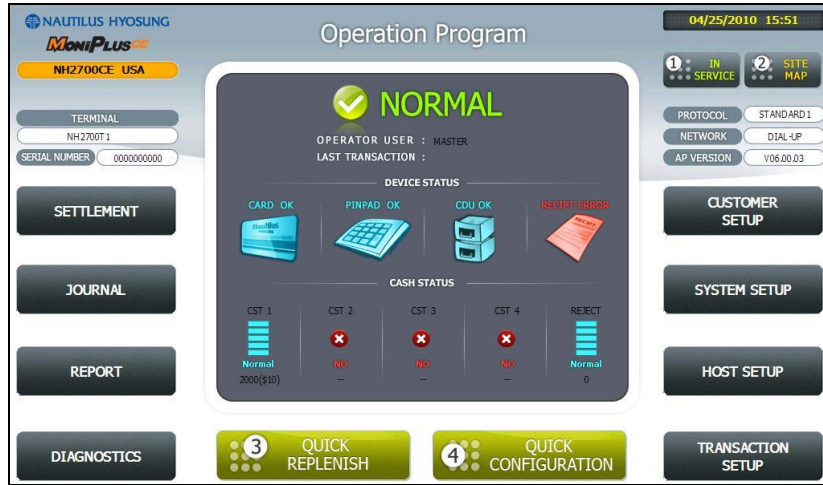 NAUTILUS HYOSUNG
MONIPLUSCE
NH2700CE USA
Operation Program
04/25/2010 15:51
1 IN SERVICE
2 SITE MAP
TERMINAL
NH2700T1
SERIAL NUMBER 0000000000
PROTOCOL STANDARD1
NETWORK DIAL-UP
AP VERSION V06.00.03
NORMAL
OPERATOR USER : MASTER
LAST TRANSACTION :
DEVICE STATUS
CARD OK PINPAD OK CDU OK RECIPT ERROR
Nautilus
HYOSUNG
RECIPT
CASH STATUS
CST 1 CST 2 CST 3 CST 4 REJECT
Normal NO NO NO Normal
2000($10) -- -- -- 0
SETTLEMENT
JOURNAL
REPORT
DIAGNOSTICS
CUSTOMER
SETUP
SYSTEM SETUP
HOST SETUP
TRANSACTION
SETUP
3 QUICK
REPLENISH
4 QUICK
CONFIGURATION